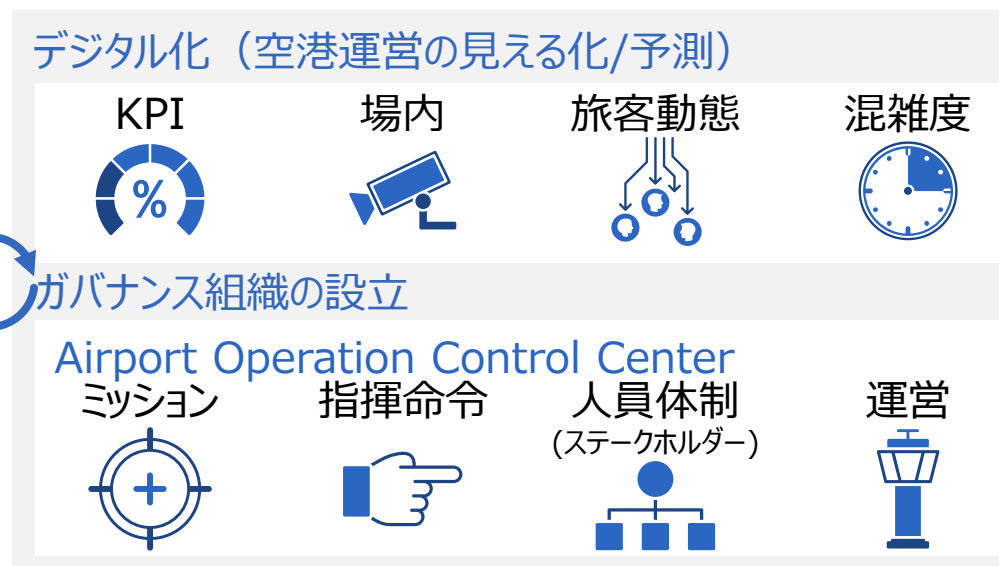 デジタル化（空港運営の見える化/予測）
KPI 場内 旅客動態 混雑度
%
ガバナンス組織の設立
Airport Operation Control Center
ミッション 指揮命令 人員体制 運営
(ステークホルダー)